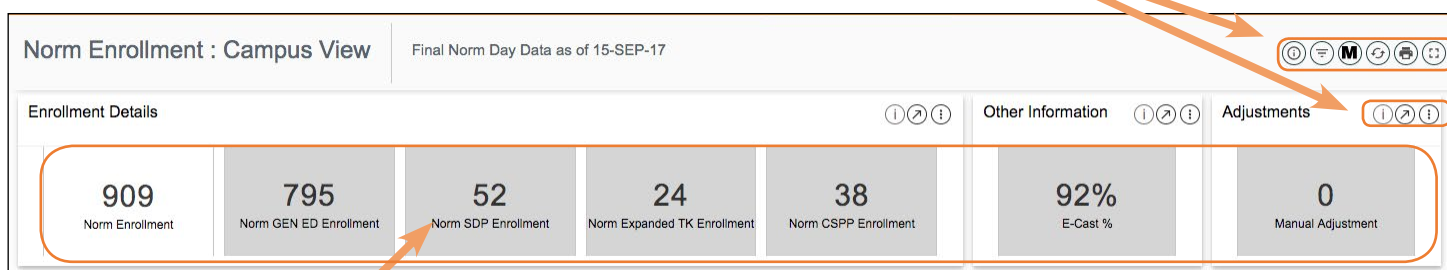 Norm Enrollment : Campus View
Final Norm Day Data as of 15-SEP-17
M
Enrollment Details
Other Information
Adjustments
909
Norm Enrollment
795
Norm GEN ED Enrollment
52
Norm SDP Enrollment
24
Norm Expanded TK Enrollment
38
Norm CSPP Enrollment
92%
E-Cast %
0
Manual Adjustment